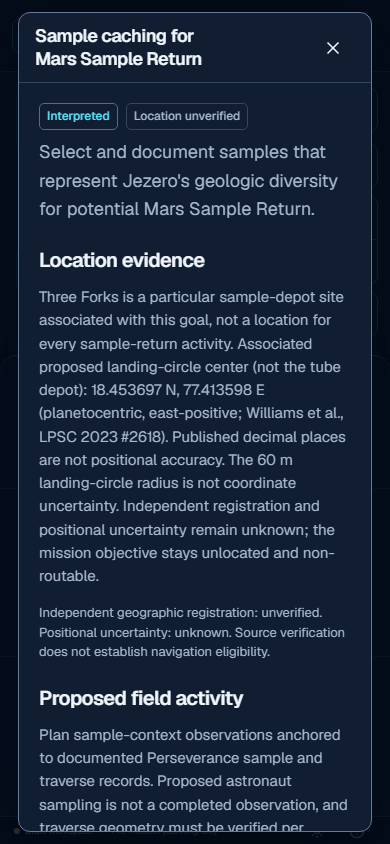 Sample caching for
Mars Sample Return
Interpreted
Location unverified
Select and document samples that
represent Jezero's geologic diversity
for potential Mars Sample Return.
Location evidence
Three Forks is a particular sample-depot site
associated with this goal, not a location for
every sample-return activity. Associated
proposed landing-circle center (not the tube
depot): 18.453697 N, 77.413598 E
(planetocentric, east-positive; Williams et al.,
LPSC 2023 #2618). Published decimal places
are not positional accuracy. The 60 m
landing-circle radius is not coordinate
uncertainty. Independent registration and
positional uncertainty remain unknown; the
mission objective stays unlocated and non-
routable.
Independent geographic registration: unverified.
Positional uncertainty: unknown. Source verification
does not establish navigation eligibility.
Proposed field activity
Plan sample-context observations anchored
to documented Perseverance sample and
traverse records. Proposed astronaut
sampling is not a completed observation, and
traverse geometry must be verified per